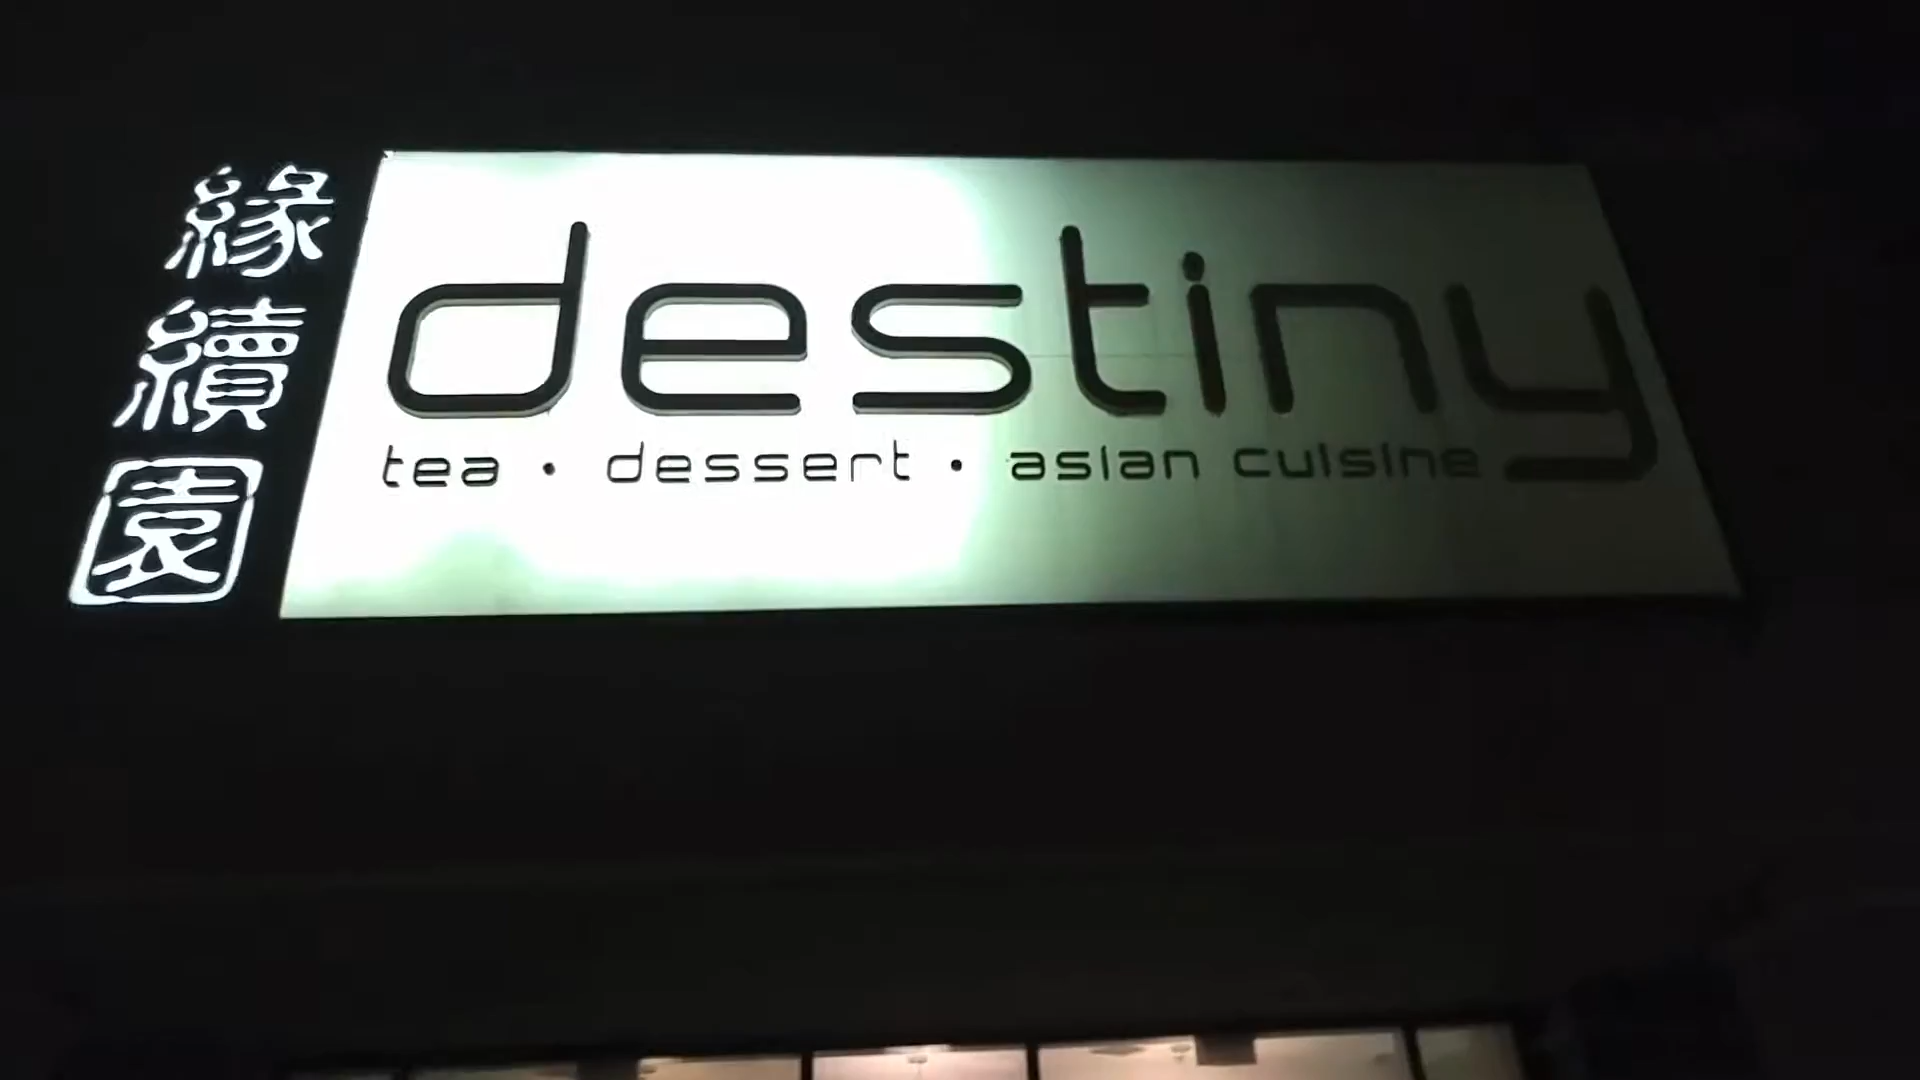 緣續園
destiny
tea • dessert • asian cuisine